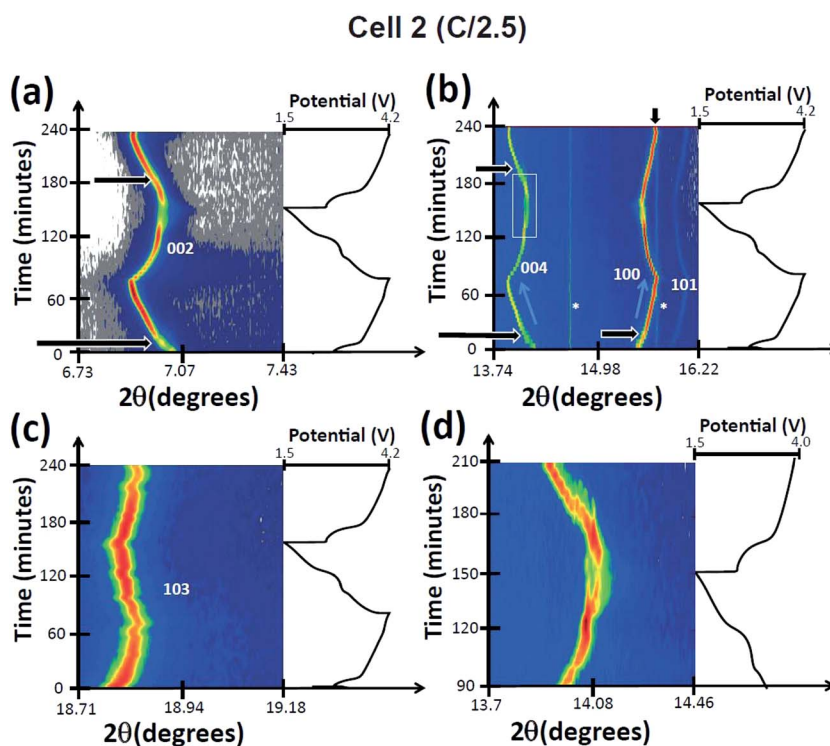 Cell 2 (C/2.5)
(a)
Potential (V)
1.5 4.2
240
180
120
60
0
Time (minutes)
002
6.73 7.07 7.43
2θ(degrees)
(b)
Potential (V)
1.5 4.2
240
180
120
60
0
Time (minutes)
004 100 101
* *
13.74 14.98 16.22
2θ(degrees)
(c)
Potential (V)
1.5 4.2
240
180
120
60
0
Time (minutes)
103
18.71 18.94 19.18
2θ(degrees)
(d)
Potential (V)
1.5 4.0
210
180
150
120
90
Time (minutes)
13.7 14.08 14.46
2θ(degrees)